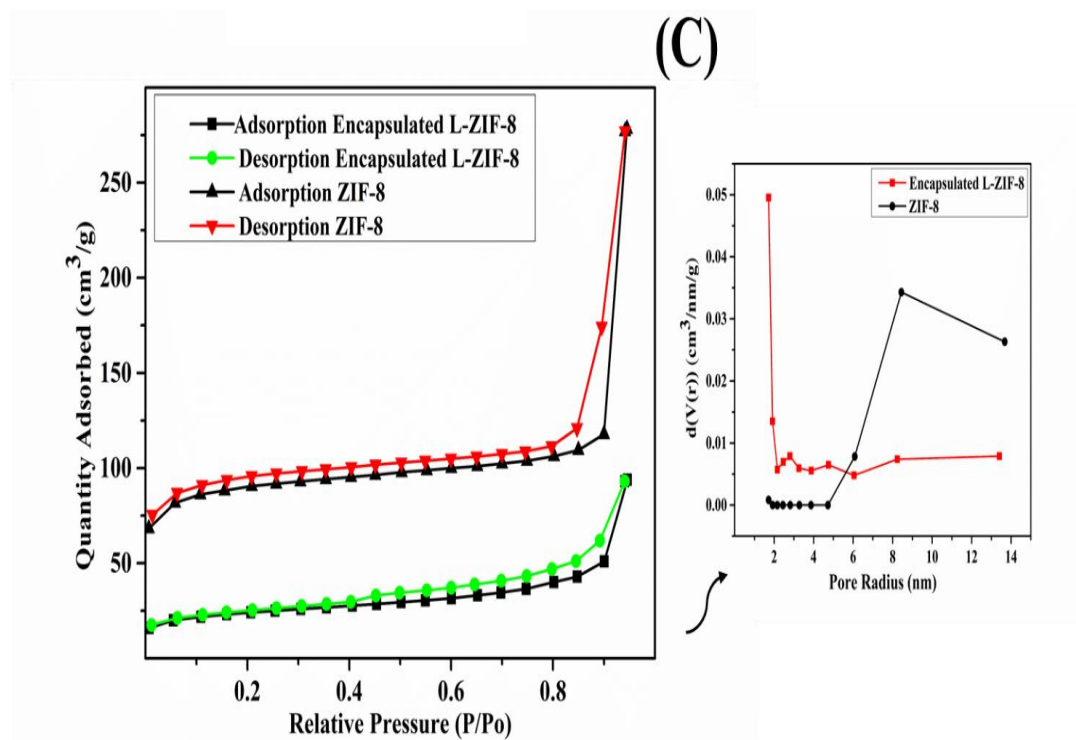 (C)
Adsorption Encapsulated L-ZIF-8
Desorption Encapsulated L-ZIF-8
Adsorption ZIF-8
Desorption ZIF-8
Quantity Adsorbed (cm³/g)
250
200
150
100
50
0.2 0.4 0.6 0.8
Relative Pressure (P/Po)
Encapsulated L-ZIF-8
ZIF-8
d(V(r)) (cm³/nm/g)
0.05
0.04
0.03
0.02
0.01
0.00
2 4 6 8 10 12 14
Pore Radius (nm)